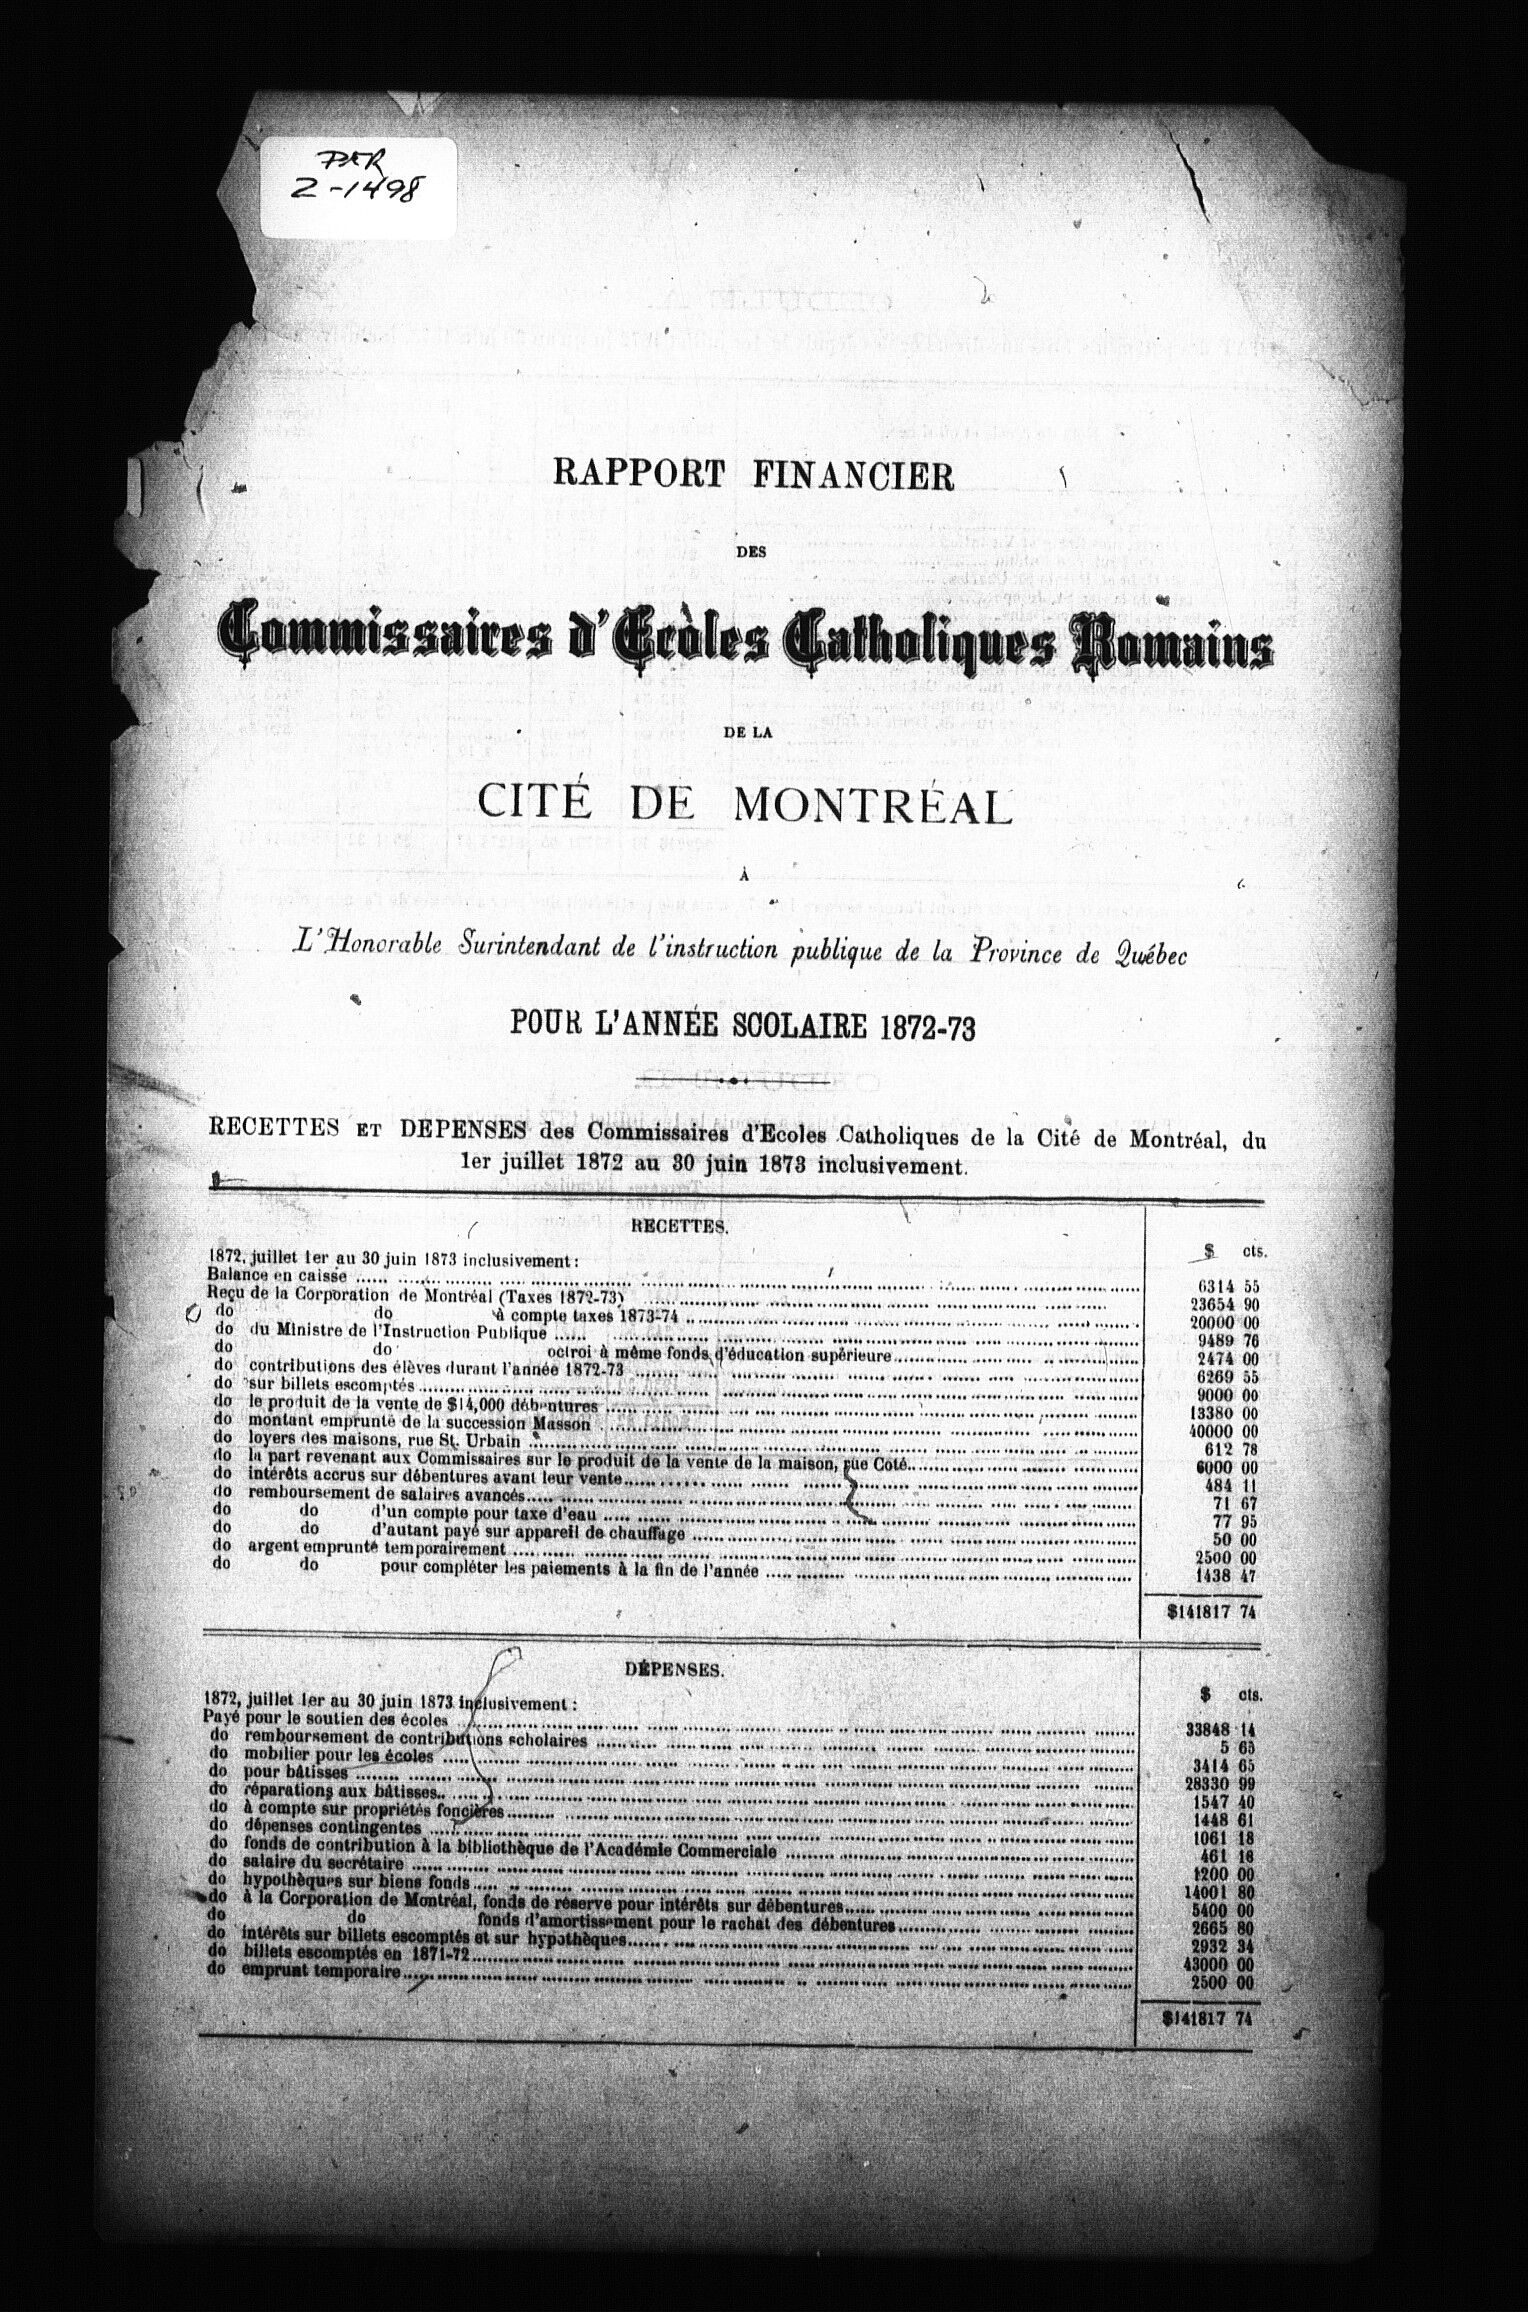 PER
Z-1498
RAPPORT FINANCIER
DES
Commissaires d'Ecòles Catholiques Romains
DE LA
CITÉ DE MONTRÉAL
À
L'Honorable Surintendant de l'instruction publique de la Province de Québec
POUR L'ANNÉE SCOLAIRE 1872-73
RECETTES ET DEPENSES des Commissaires d'Ecoles Catholiques de la Cité de Montréal, du
1er juillet 1872 au 30 juin 1873 inclusivement.
RECETTES.
$ cts.
1872, juillet 1er au 30 juin 1873 inclusivement :
Balance en caisse 6314 55
Reçu de la Corporation de Montréal (Taxes 1872-73) 23654 90
do do à compte taxes 1873-74 20000 00
do du Ministre de l'Instruction Publique 9489 76
do do octroi à même fonds d'éducation supérieure 2474 00
do contributions des élèves durant l'année 1872-73 6269 55
do sur billets escomptés 9000 00
do le produit de la vente de $14,000 débentures 13380 00
do montant emprunté de la succession Masson 40000 00
do loyers des maisons, rue St. Urbain 612 78
do la part revenant aux Commissaires sur le produit de la vente de la maison, rue Coté 6000 00
do intérêts accrus sur débentures avant leur vente 484 11
do remboursement de salaires avancés 71 67
do do d'un compte pour taxe d'eau 77 95
do do d'autant payé sur appareil de chauffage 50 00
do argent emprunté temporairement 2500 00
do do pour compléter les paiements à la fin de l'année 1438 47
$141817 74
DÉPENSES.
$ cts.
1872, juillet 1er au 30 juin 1873 inclusivement :
Payé pour le soutien des écoles 33848 14
do remboursement de contributions scholaires 5 65
do mobilier pour les écoles 3414 65
do pour bâtisses 28330 99
do réparations aux bâtisses 1547 40
do à compte sur propriétés foncières 1448 61
do dépenses contingentes 1061 18
do fonds de contribution à la bibliothèque de l'Académie Commerciale 461 18
do salaire du secrétaire 1200 00
do hypothèques sur biens fonds 14001 80
do à la Corporation de Montréal, fonds de réserve pour intérêts sur débentures 5400 00
do do fonds d'amortissement pour le rachat des débentures 2665 80
do intérêts sur billets escomptés et sur hypothèques 2932 34
do billets escomptés en 1871-72 43000 00
do emprunt temporaire 2500 00
$141817 74